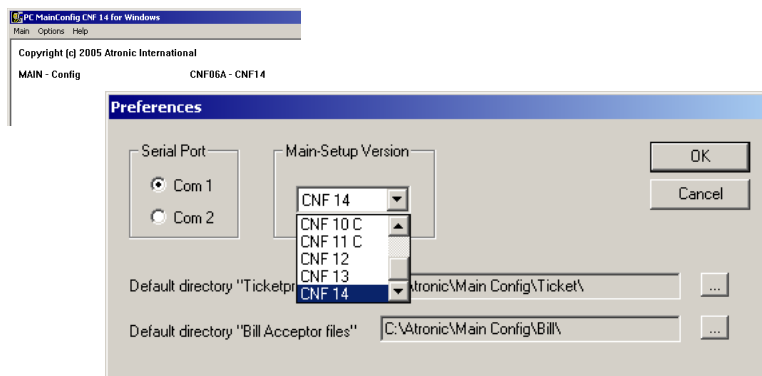 PC MainConfig CNF 14 for Windows
Main Options Help
Copyright (c) 2005 Atronic International
MAIN - Config CNF06A - CNF14
Preferences
Serial Port
Com 1
Com 2
Main-Setup Version
CNF 14
CNF 10 C
CNF 11 C
CNF 12
CNF 13
CNF 14
OK
Cancel
Default directory "Ticketpr \Main Config\Ticket\
...
Default directory "Bill Acceptor files" C:\Atronic\Main Config\Bill\
...